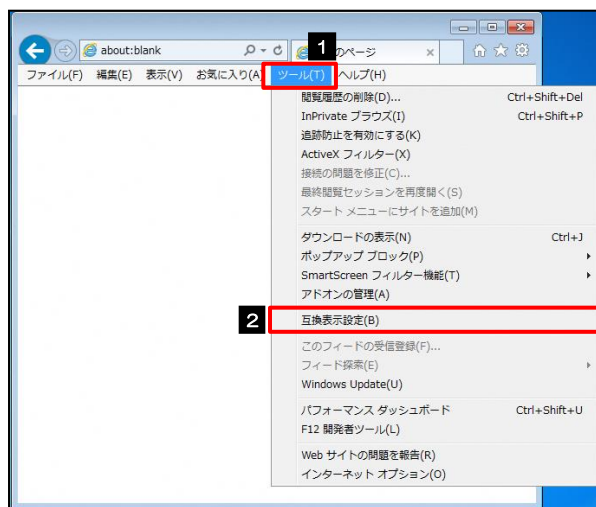 about:blank
1
のページ
ファイル(F) 編集(E) 表示(V) お気に入り(A) ツール(T) ヘルプ(H)
閲覧履歴の削除(D)... Ctrl+Shift+Del
InPrivate ブラウズ(I) Ctrl+Shift+P
追跡防止を有効にする(K)
ActiveX フィルター(X)
接続の問題を修正(C)...
最終閲覧セッションを再度開く(S)
スタート メニューにサイトを追加(M)
ダウンロードの表示(N) Ctrl+J
ポップアップ ブロック(P)
SmartScreen フィルター機能(T)
アドオンの管理(A)
2 互換表示設定(B)
このフィードの受信登録(F)...
フィード探索(E)
Windows Update(U)
パフォーマンス ダッシュボード Ctrl+Shift+U
F12 開発者ツール(L)
Web サイトの問題を報告(R)
インターネット オプション(O)